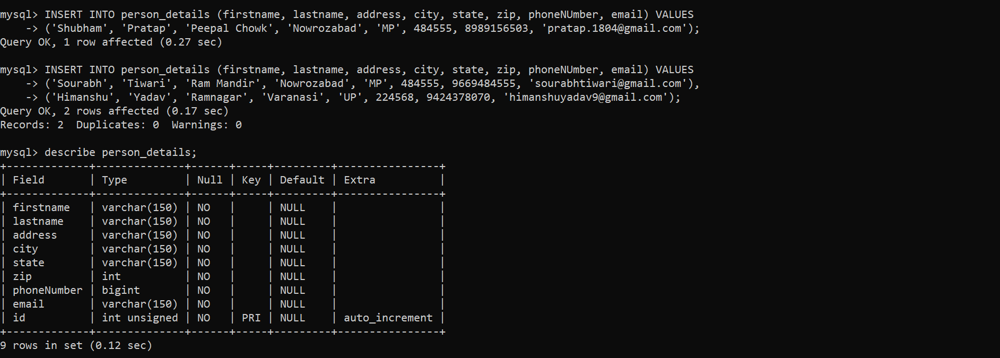 mysql> INSERT INTO person_details (firstname, lastname, address, city, state, zip, phoneNUmber, email) VALUES
    -> ('Shubham', 'Pratap', 'Peepal Chowk', 'Nowrozabad', 'MP', 484555, 8989156503, 'pratap.1804@gmail.com');
Query OK, 1 row affected (0.27 sec)

mysql> INSERT INTO person_details (firstname, lastname, address, city, state, zip, phoneNUmber, email) VALUES
    -> ('Sourabh', 'Tiwari', 'Ram Mandir', 'Nowrozabad', 'MP', 484555, 9669484555, 'sourabhtiwari@gmail.com'),
    -> ('Himanshu', 'Yadav', 'Ramnagar', 'Varanasi', 'UP', 224568, 9424378070, 'himanshuyadav9@gmail.com');
Query OK, 2 rows affected (0.17 sec)
Records: 2  Duplicates: 0  Warnings: 0

mysql> describe person_details;
+-------------+--------------+------+-----+---------+----------------+
| Field       | Type         | Null | Key | Default | Extra          |
+-------------+--------------+------+-----+---------+----------------+
| firstname   | varchar(150) | NO   |     | NULL    |                |
| lastname    | varchar(150) | NO   |     | NULL    |                |
| address     | varchar(150) | NO   |     | NULL    |                |
| city        | varchar(150) | NO   |     | NULL    |                |
| state       | varchar(150) | NO   |     | NULL    |                |
| zip         | int          | NO   |     | NULL    |                |
| phoneNumber | bigint       | NO   |     | NULL    |                |
| email       | varchar(150) | NO   |     | NULL    |                |
| id          | int unsigned | NO   | PRI | NULL    | auto_increment |
+-------------+--------------+------+-----+---------+----------------+
9 rows in set (0.12 sec)